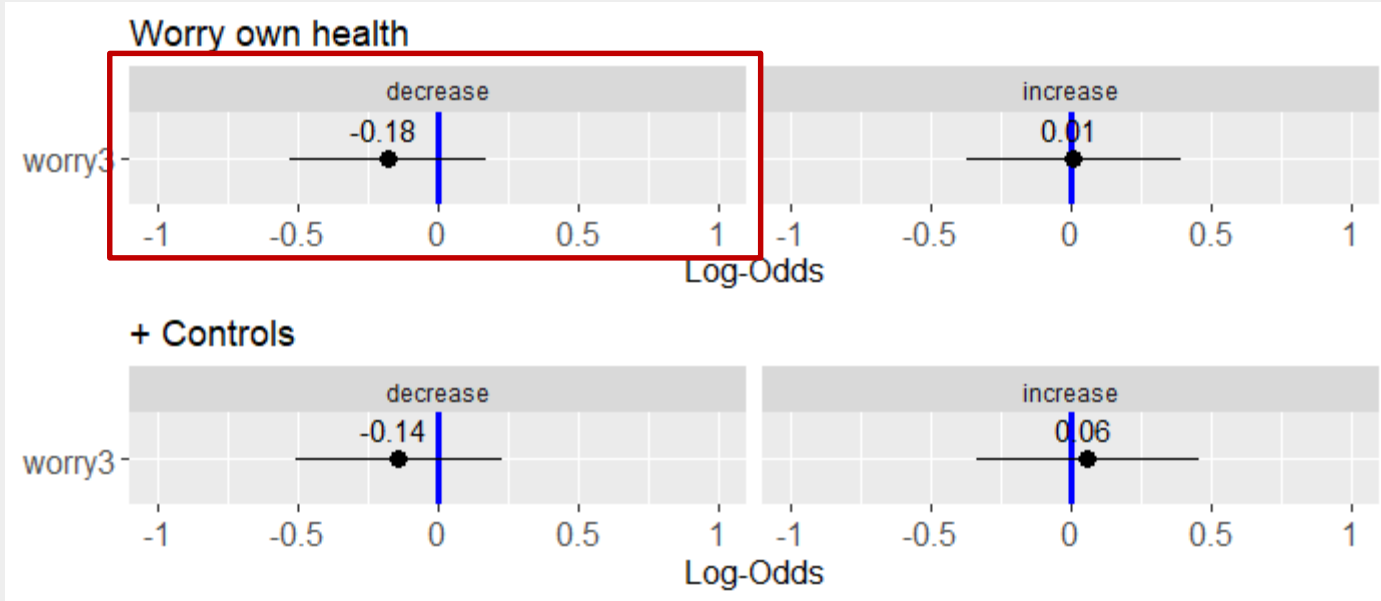 Worry own health
decrease increase
-0.18 0.01
worry3
-1 -0.5 0 0.5 1 -1 -0.5 0 0.5 1
Log-Odds
+ Controls
decrease increase
-0.14 0.06
worry3
-1 -0.5 0 0.5 1 -1 -0.5 0 0.5 1
Log-Odds